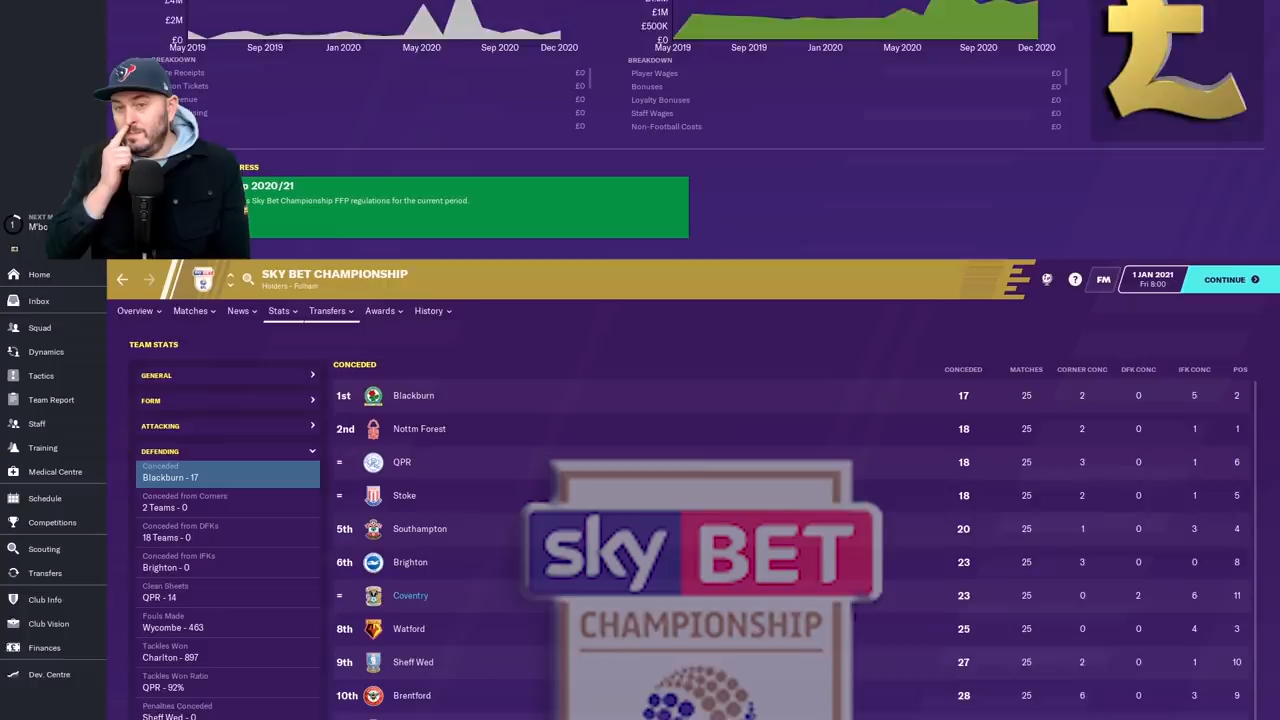 £4M
£2M
£0
May 2019 Sep 2019 Jan 2020 May 2020 Sep 2020 Dec 2020
£1M
£500K
£0
May 2019 Sep 2019 Jan 2020 May 2020 Sep 2020 Dec 2020
BREAKDOWN
Receipts £0
Tickets £0
£0
£0
£0
BREAKDOWN
Player Wages £0
Bonuses £0
Loyalty Bonuses £0
Staff Wages £0
Non-Football Costs £0
2020/21
Sky Bet Championship FFP regulations for the current period.
1 NEXT
Home
Inbox
Squad
Dynamics
Tactics
Team Report
Staff
Training
Medical Centre
Schedule
Competitions
Scouting
Transfers
Club Info
Club Vision
Finances
Dev. Centre
SKY BET CHAMPIONSHIP
Holders - Fulham
? FM
1 JAN 2021
Fri 8:00
CONTINUE
Overview Matches News Stats Transfers Awards History
TEAM STATS
GENERAL
FORM
ATTACKING
DEFENDING
Conceded
Blackburn - 17
Conceded from Corners
2 Teams - 0
Conceded from DFKs
18 Teams - 0
Conceded from IFKs
Brighton - 0
Clean Sheets
QPR - 14
Fouls Made
Wycombe - 463
Tackles Won
Charlton - 897
Tackles Won Ratio
QPR - 92%
Penalties Conceded
Sheff Wed - 0
CONCEDED CONCEDED MATCHES CORNER CONC DFK CONC IFK CONC POS
1st Blackburn 17 25 2 0 5 2
2nd Nottm Forest 18 25 2 0 1 1
= QPR 18 25 3 0 1 6
= Stoke 18 25 2 0 1 5
5th Southampton 20 25 1 0 3 4
6th Brighton 23 25 3 0 0 8
= Coventry 23 25 0 2 6 11
8th Watford 25 25 0 0 4 3
9th Sheff Wed 27 25 2 0 1 10
10th Brentford 28 25 6 0 3 9
sky BET
CHAMPIONSHIP